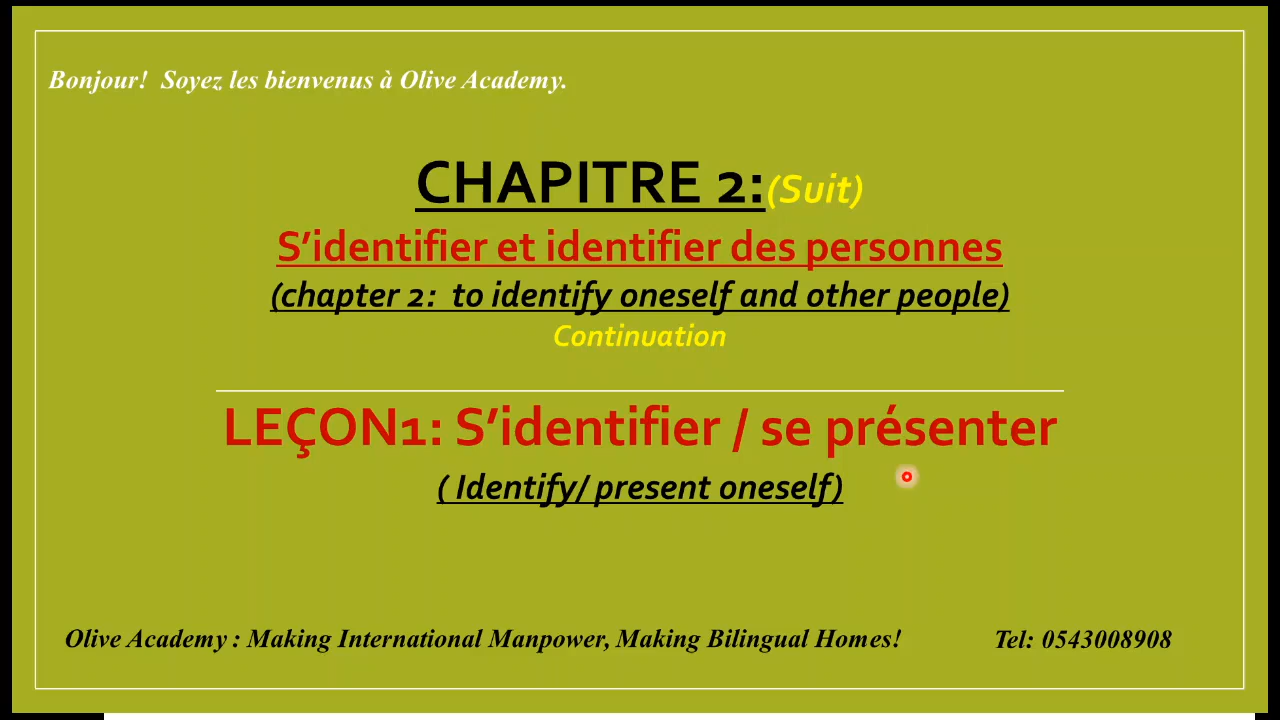 Bonjour! Soyez les bienvenus à Olive Academy.
CHAPITRE 2:(Suit)
S'identifier et identifier des personnes
(chapter 2: to identify oneself and other people)
Continuation
LEÇON1: S'identifier / se présenter
( Identify/ present oneself)
Olive Academy : Making International Manpower, Making Bilingual Homes! Tel: 0543008908